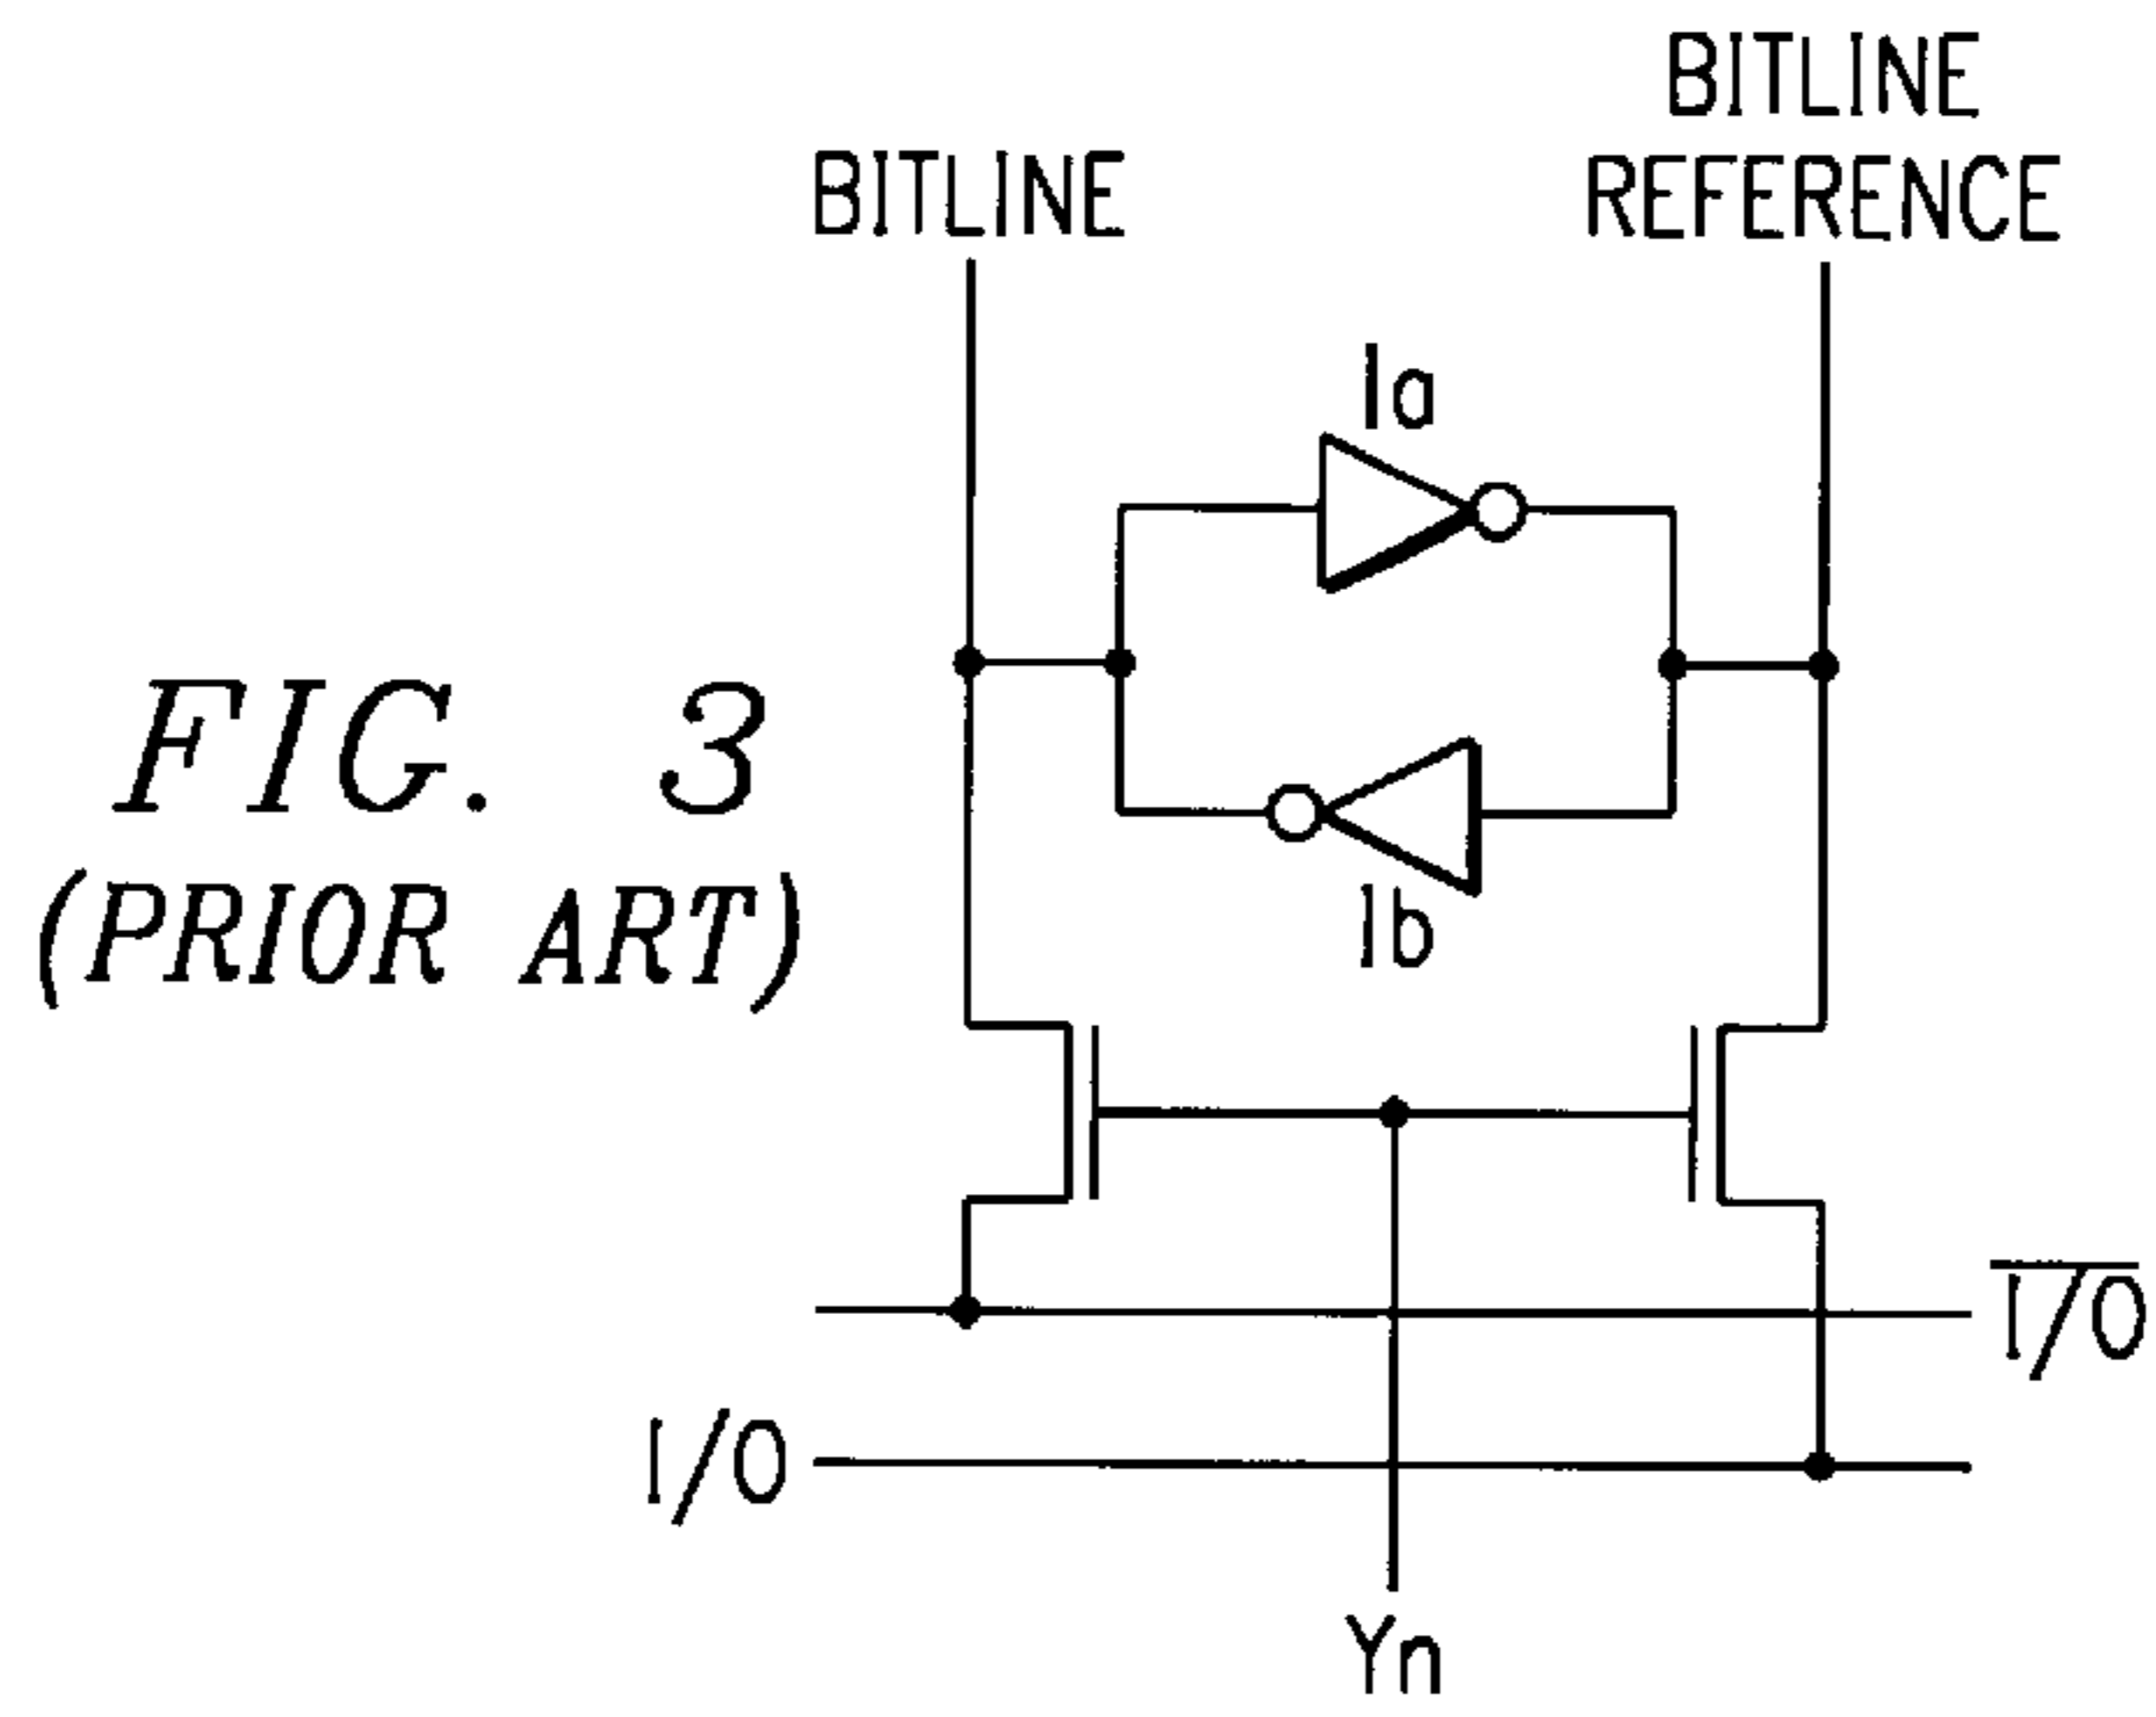 BITLINE
BITLINE
REFERENCE
Ia
FIG. 3
(PRIOR ART)
Ib
I/O
I/O
Yn